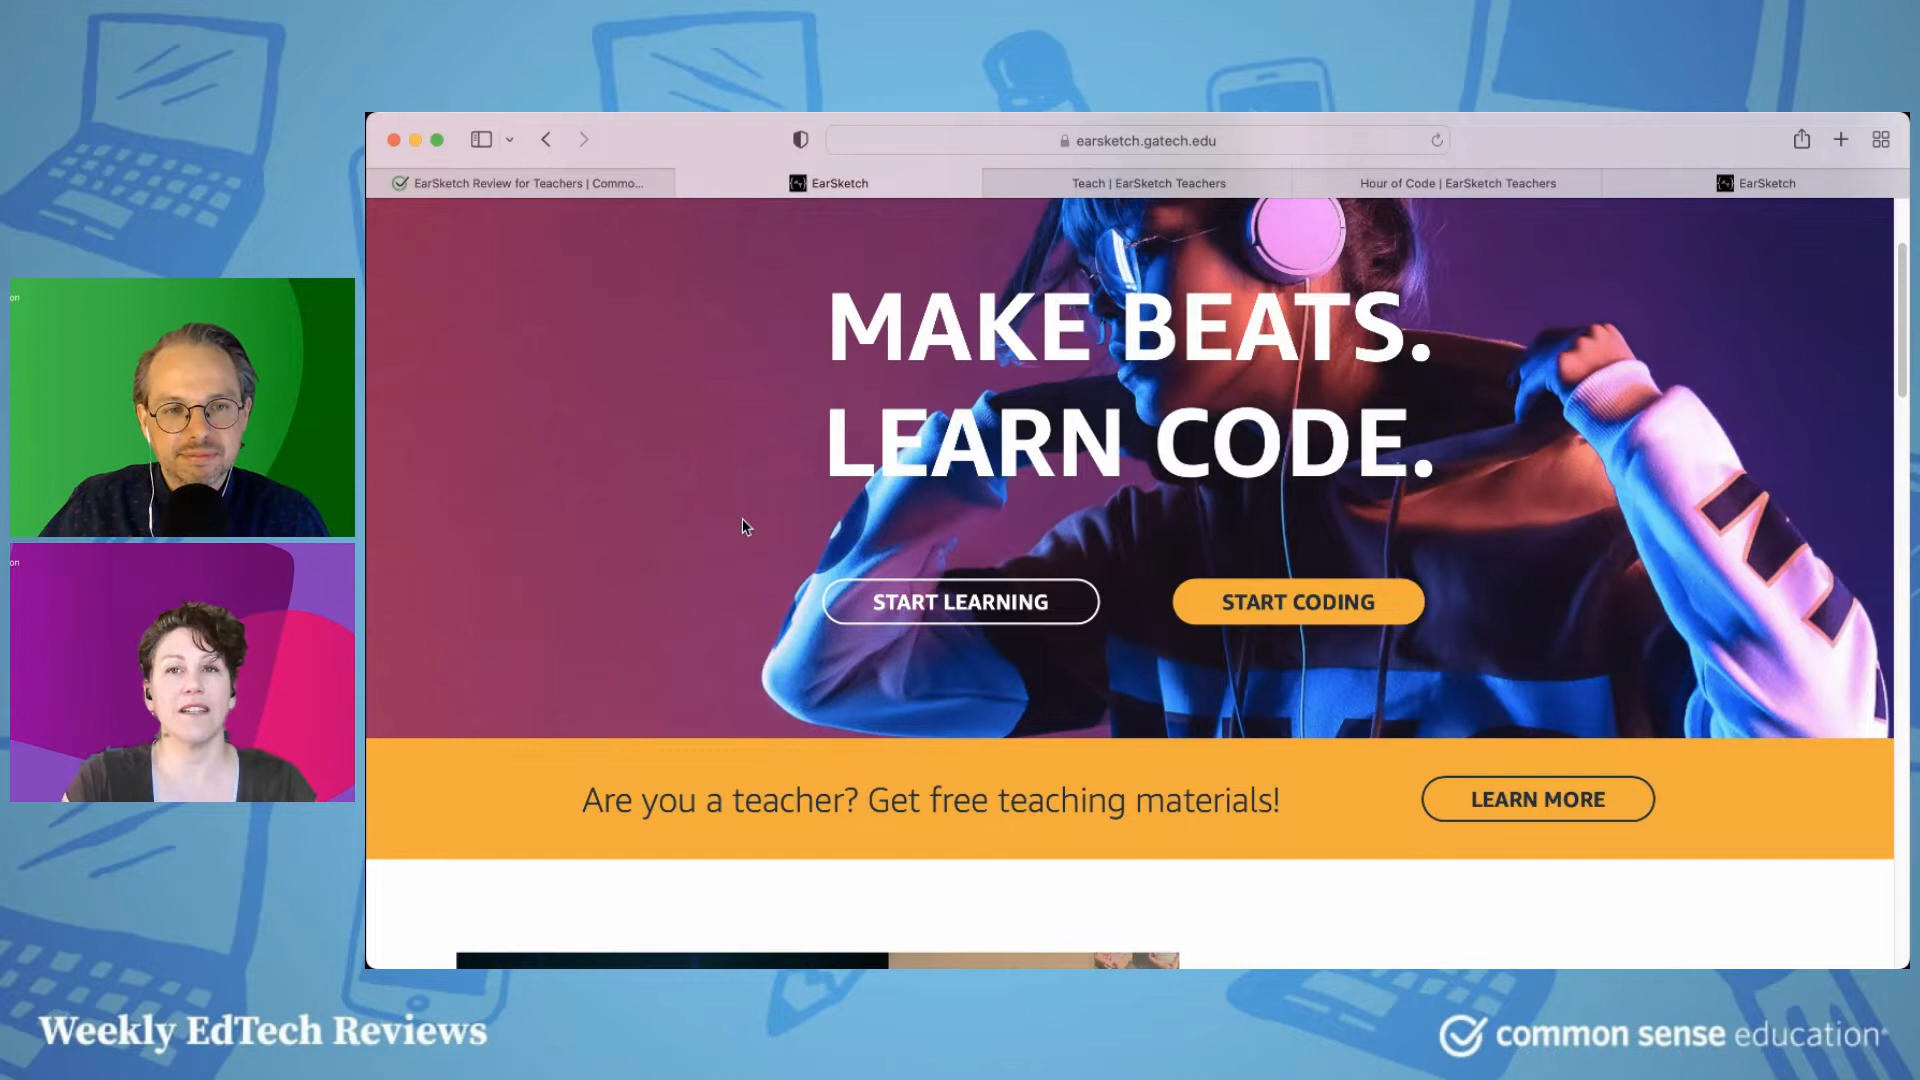 earsketch.gatech.edu
EarSketch Review for Teachers | Commo...
EarSketch
Teach | EarSketch Teachers
Hour of Code | EarSketch Teachers
EarSketch
on
on
MAKE BEATS.
LEARN CODE.
START LEARNING
START CODING
Are you a teacher? Get free teaching materials!
LEARN MORE
Weekly EdTech Reviews
common sense education